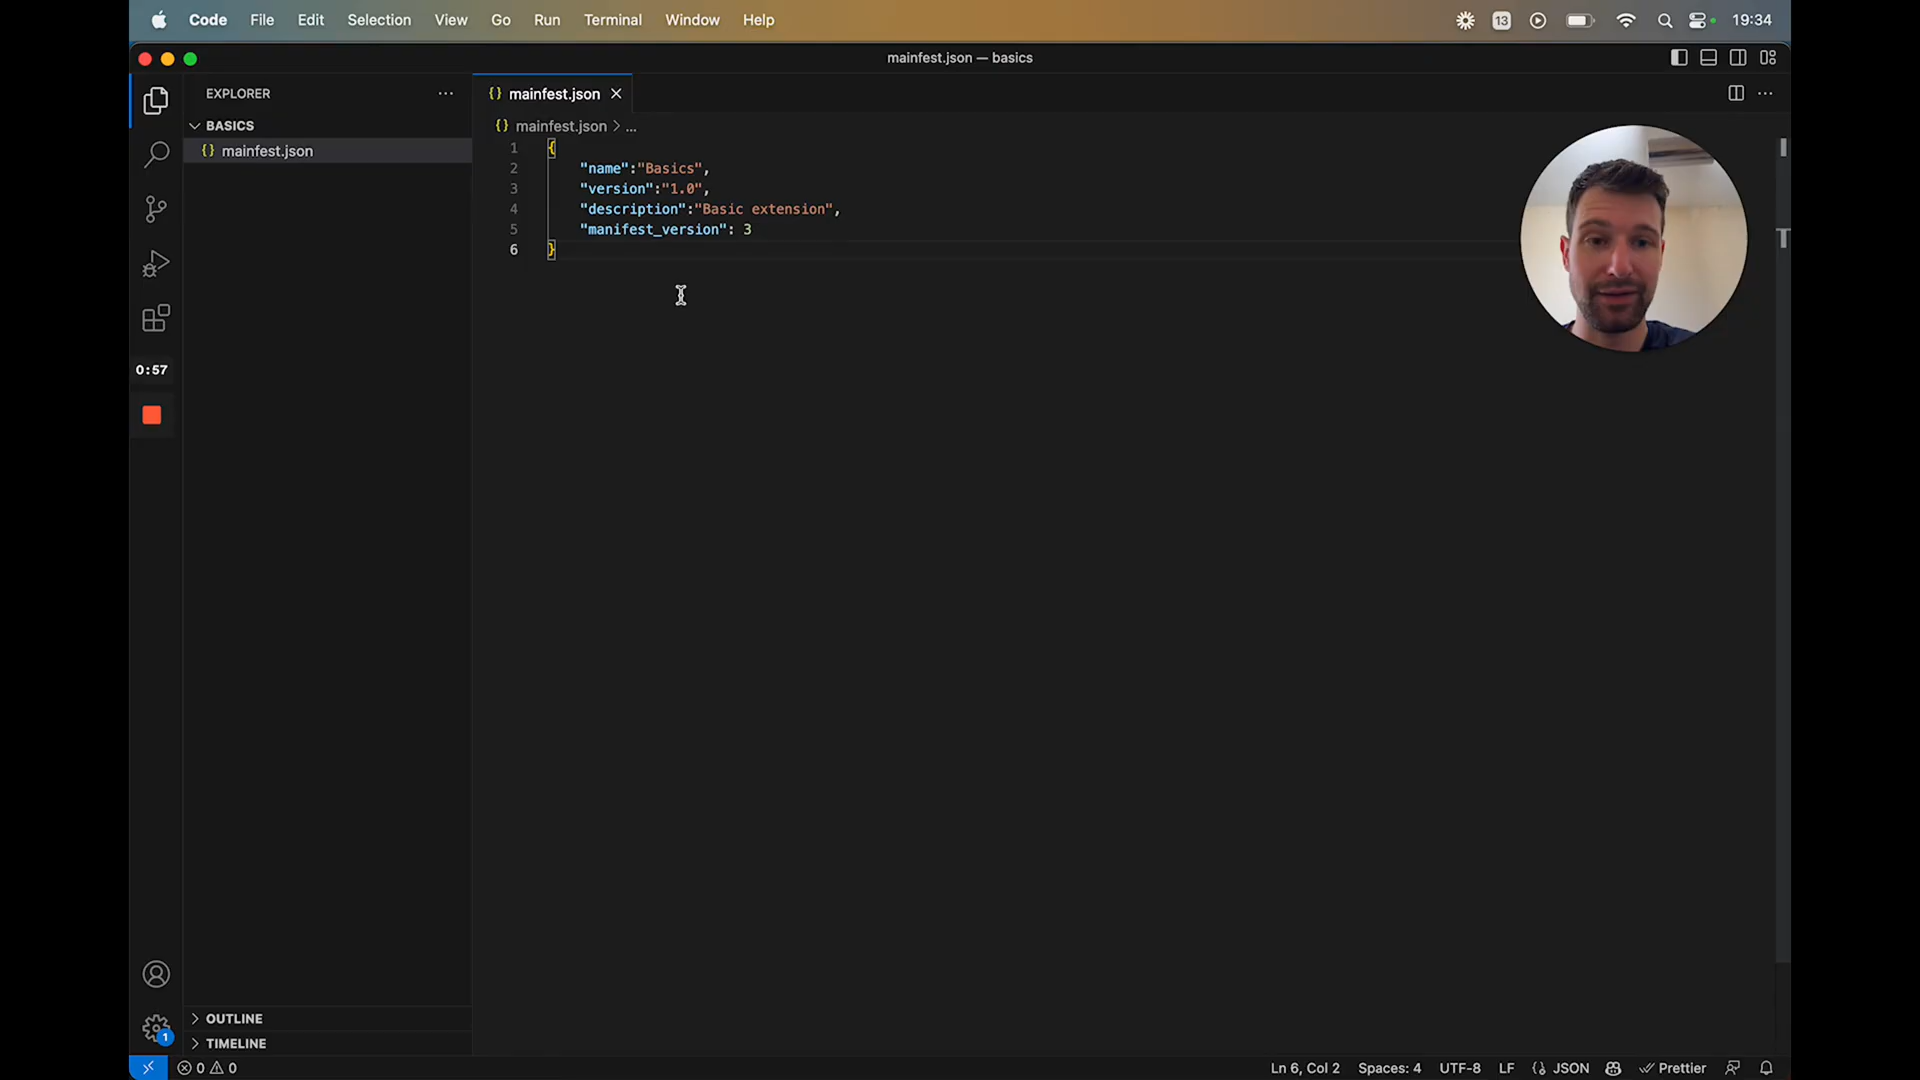 Code File Edit Selection View Go Run Terminal Window Help 13 19:34
mainfest.json — basics
EXPLORER
mainfest.json
BASICS
mainfest.json > ...
mainfest.json
1 {
2 "name":"Basics",
3 "version":"1.0",
4 "description":"Basic extension",
5 "manifest_version": 3
6 }
0:57
OUTLINE
1
TIMELINE
0 0 Ln 6, Col 2 Spaces: 4 UTF-8 LF {} JSON Prettier